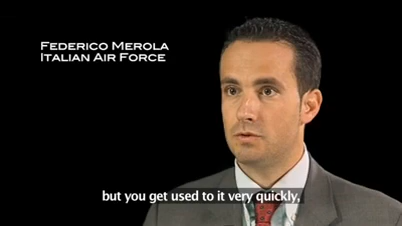 FEDERICO MEROLA
ITALIAN AIR FORCE
but you get used to it very quickly,